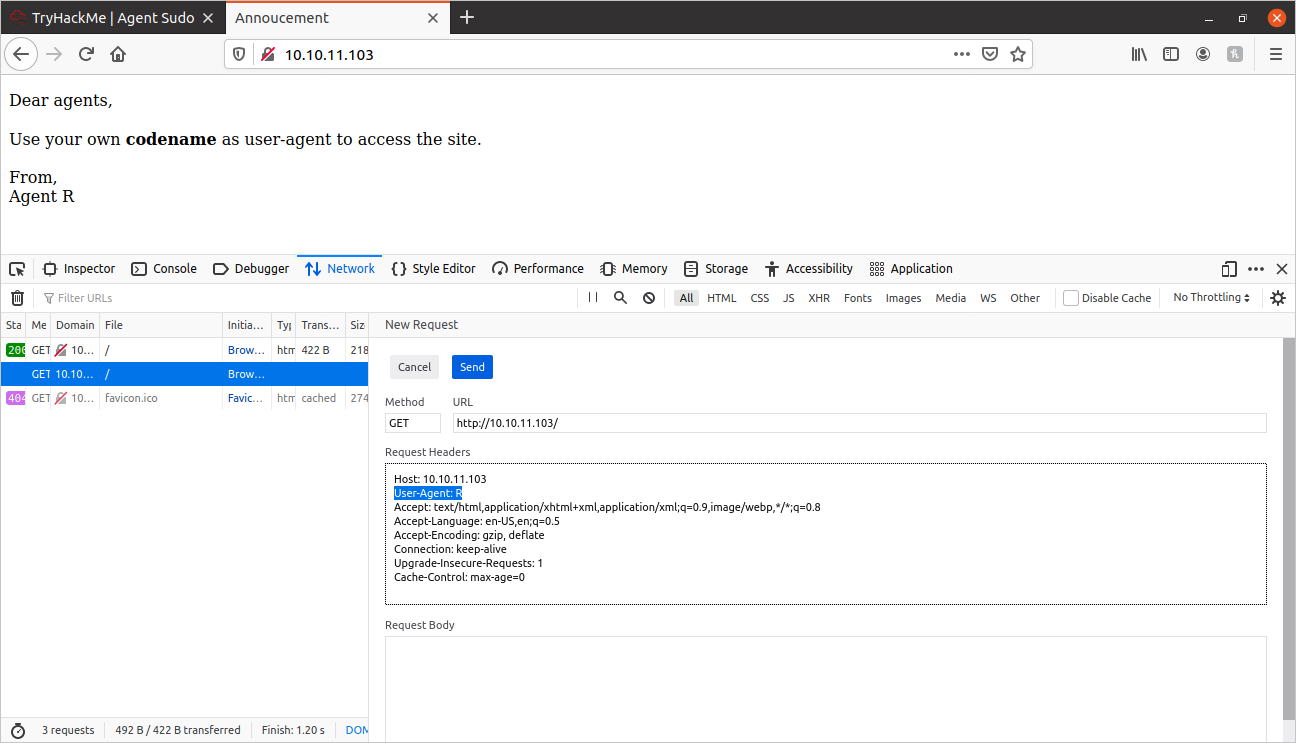 TryHackMe | Agent Sudo
Annoucement
10.10.11.103
Dear agents,
Use your own codename as user-agent to access the site.
From,
Agent R
Inspector Console Debugger Network Style Editor Performance Memory Storage Accessibility Application
Filter URLs
All HTML CSS JS XHR Fonts Images Media WS Other Disable Cache No Throttling
Sta Me Domain File Initia... Typ Trans... Siz
200 GET 10... / Brow... htm 422 B 218
GET 10.10... / Brow...
404 GET 10... favicon.ico Favic... htm cached 274
New Request
Cancel Send
Method URL
GET http://10.10.11.103/
Request Headers
Host: 10.10.11.103
User-Agent: R
Accept: text/html,application/xhtml+xml,application/xml;q=0.9,image/webp,*/*;q=0.8
Accept-Language: en-US,en;q=0.5
Accept-Encoding: gzip, deflate
Connection: keep-alive
Upgrade-Insecure-Requests: 1
Cache-Control: max-age=0
Request Body
3 requests 492 B / 422 B transferred Finish: 1.20 s DOM